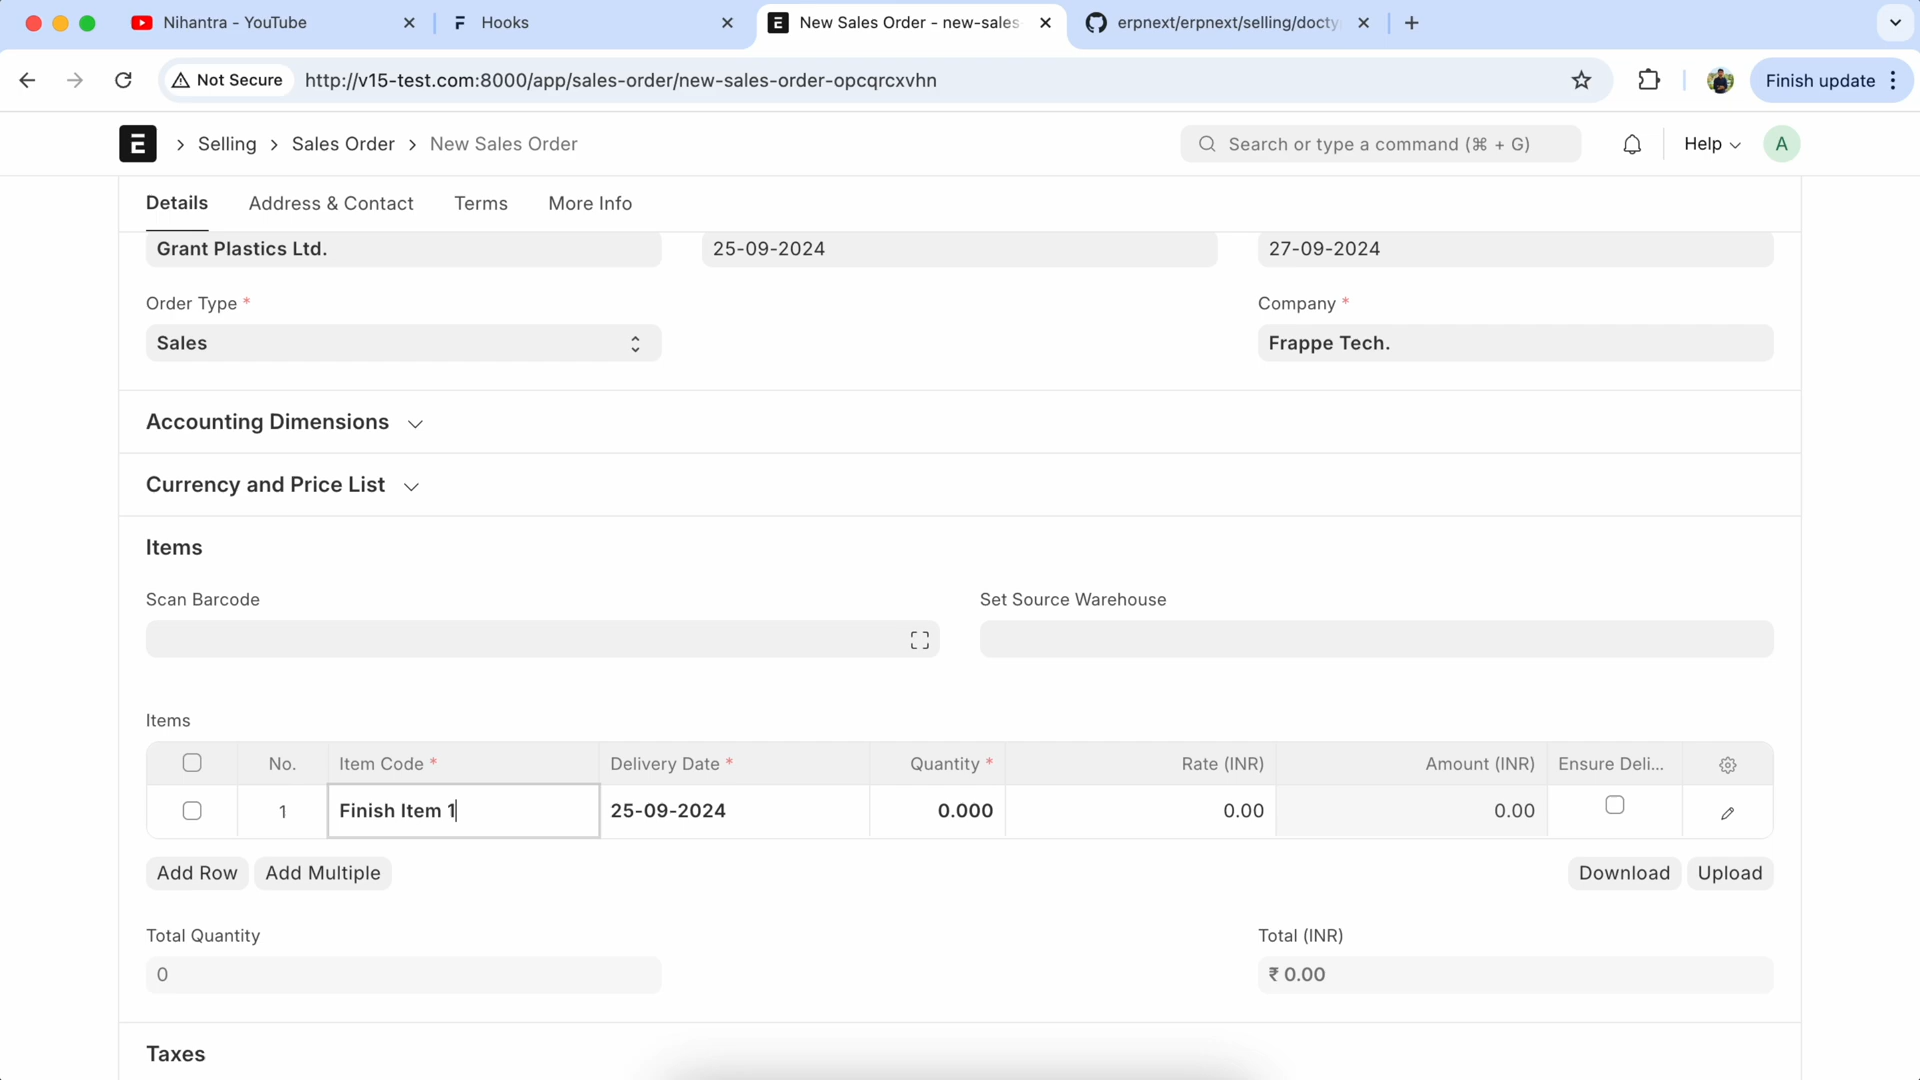 Nihantra - YouTube
Hooks
New Sales Order - new-sales
erpnext/erpnext/selling/docty
Not Secure
http://v15-test.com:8000/app/sales-order/new-sales-order-opcqrcxvhn
Finish update
E
Selling
Sales Order
New Sales Order
Search or type a command (⌘ + G)
Help
A
Details
Address & Contact
Terms
More Info
Grant Plastics Ltd.
25-09-2024
27-09-2024
Order Type *
Company *
Sales
Frappe Tech.
Accounting Dimensions
Currency and Price List
Items
Scan Barcode
Set Source Warehouse
Items
No.
Item Code *
Delivery Date *
Quantity *
Rate (INR)
Amount (INR)
Ensure Deli...
1
Finish Item 1
25-09-2024
0.000
0.00
0.00
Add Row
Add Multiple
Download
Upload
Total Quantity
Total (INR)
0
₹ 0.00
Taxes